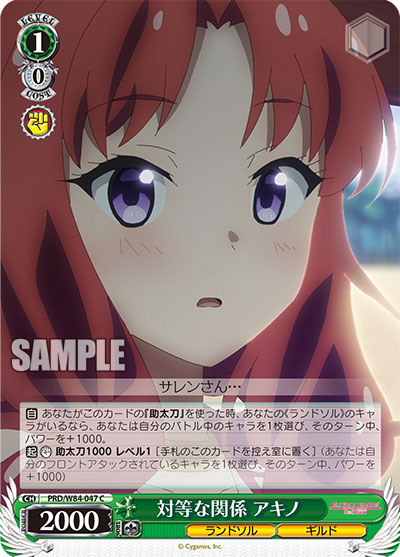 LEVEL
1
0
COST
SAMPLE
サレンさん…
自 あなたがこのカードの『助太刀』を使った時、あなたの《ランドソル》のキャ
ラがいるなら、あなたは自分のバトル中のキャラを1枚選び、そのターン中、
パワーを+1000。
起 助太刀1000 レベル1 [手札のこのカードを控え室に置く] (あなたは自
分のフロントアタックされているキャラを1枚選び、そのターン中、パワーを
+1000)
CH PRD/W84-047 C
2000
対等な関係 アキノ
ランドソル
ギルド
© Cygames, Inc.